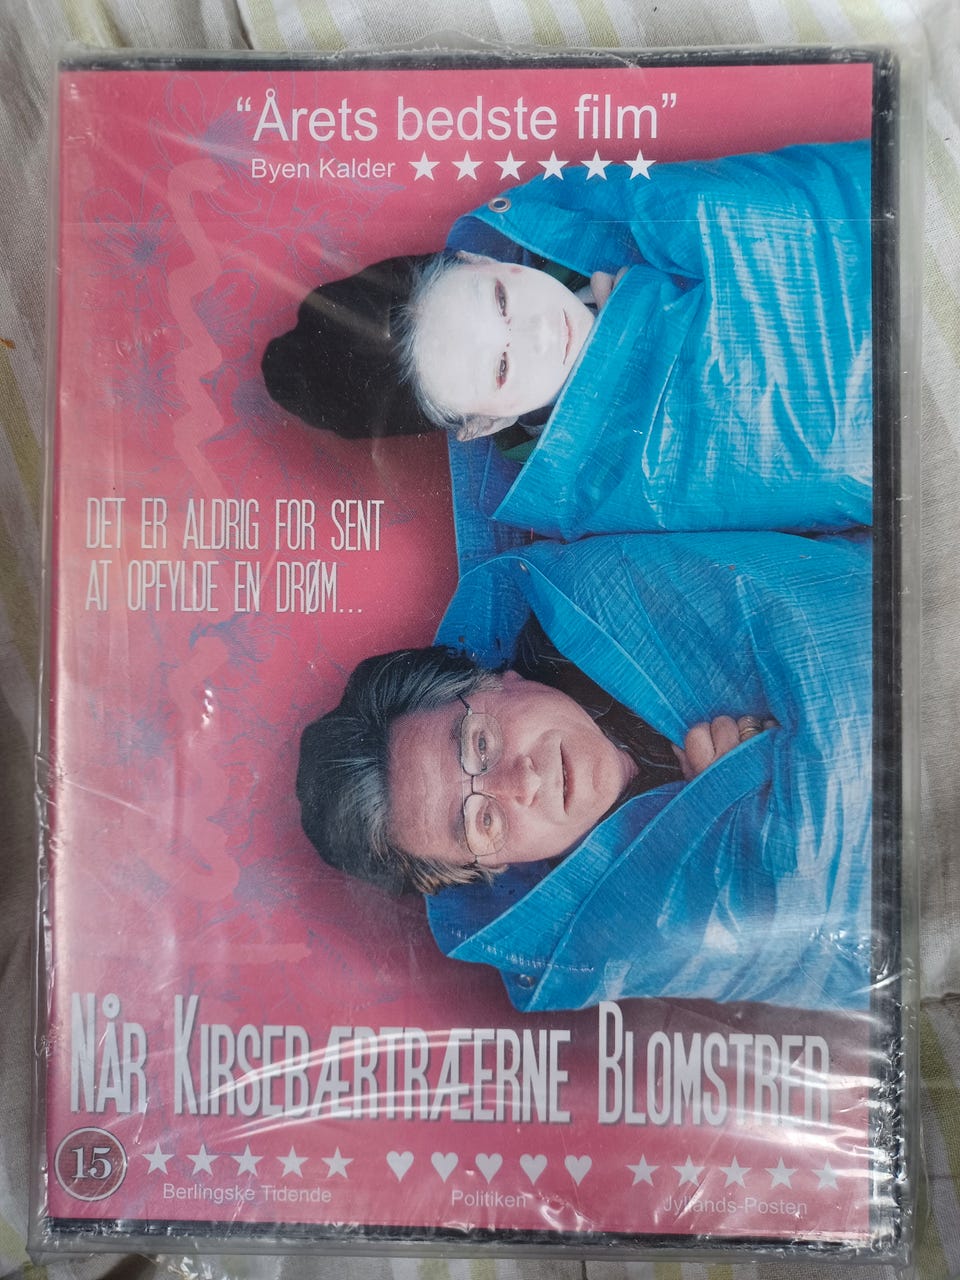 “Årets bedste film”
Byen Kalder ★★★★★★
DET ER ALDRIG FOR SENT
AT OPFYLDE EN DRØM...
NÅR KIRSEBÆRTRÆERNE BLOMSTRER
15
★★★★★ ♥♥♥♥♥ ★★★★★
Berlingske Tidende Politiken Jyllands-Posten